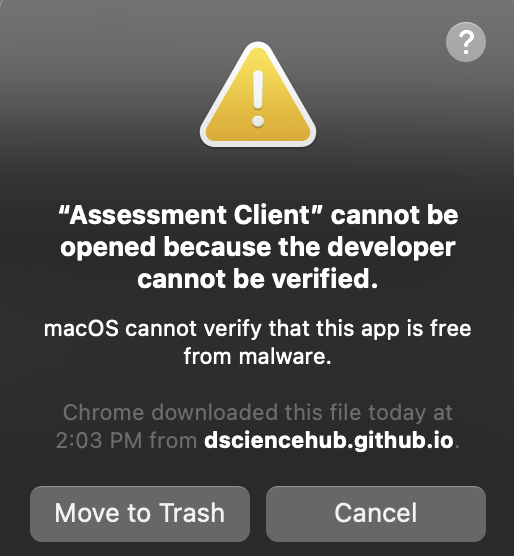 ?
“Assessment Client” cannot be
opened because the developer
cannot be verified.
macOS cannot verify that this app is free
from malware.
Chrome downloaded this file today at
2:03 PM from dsciencehub.github.io.
Move to Trash
Cancel